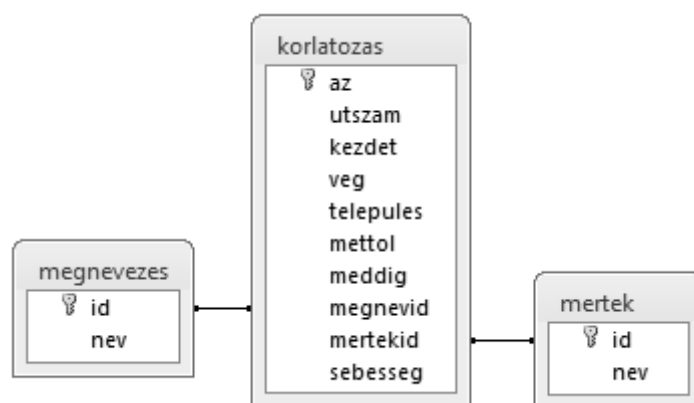 korlatozas
az
utszam
kezdet
veg
telepules
mettol
meddig
megnevid
mertekid
sebesseg
megnevezes
id
nev
mertek
id
nev